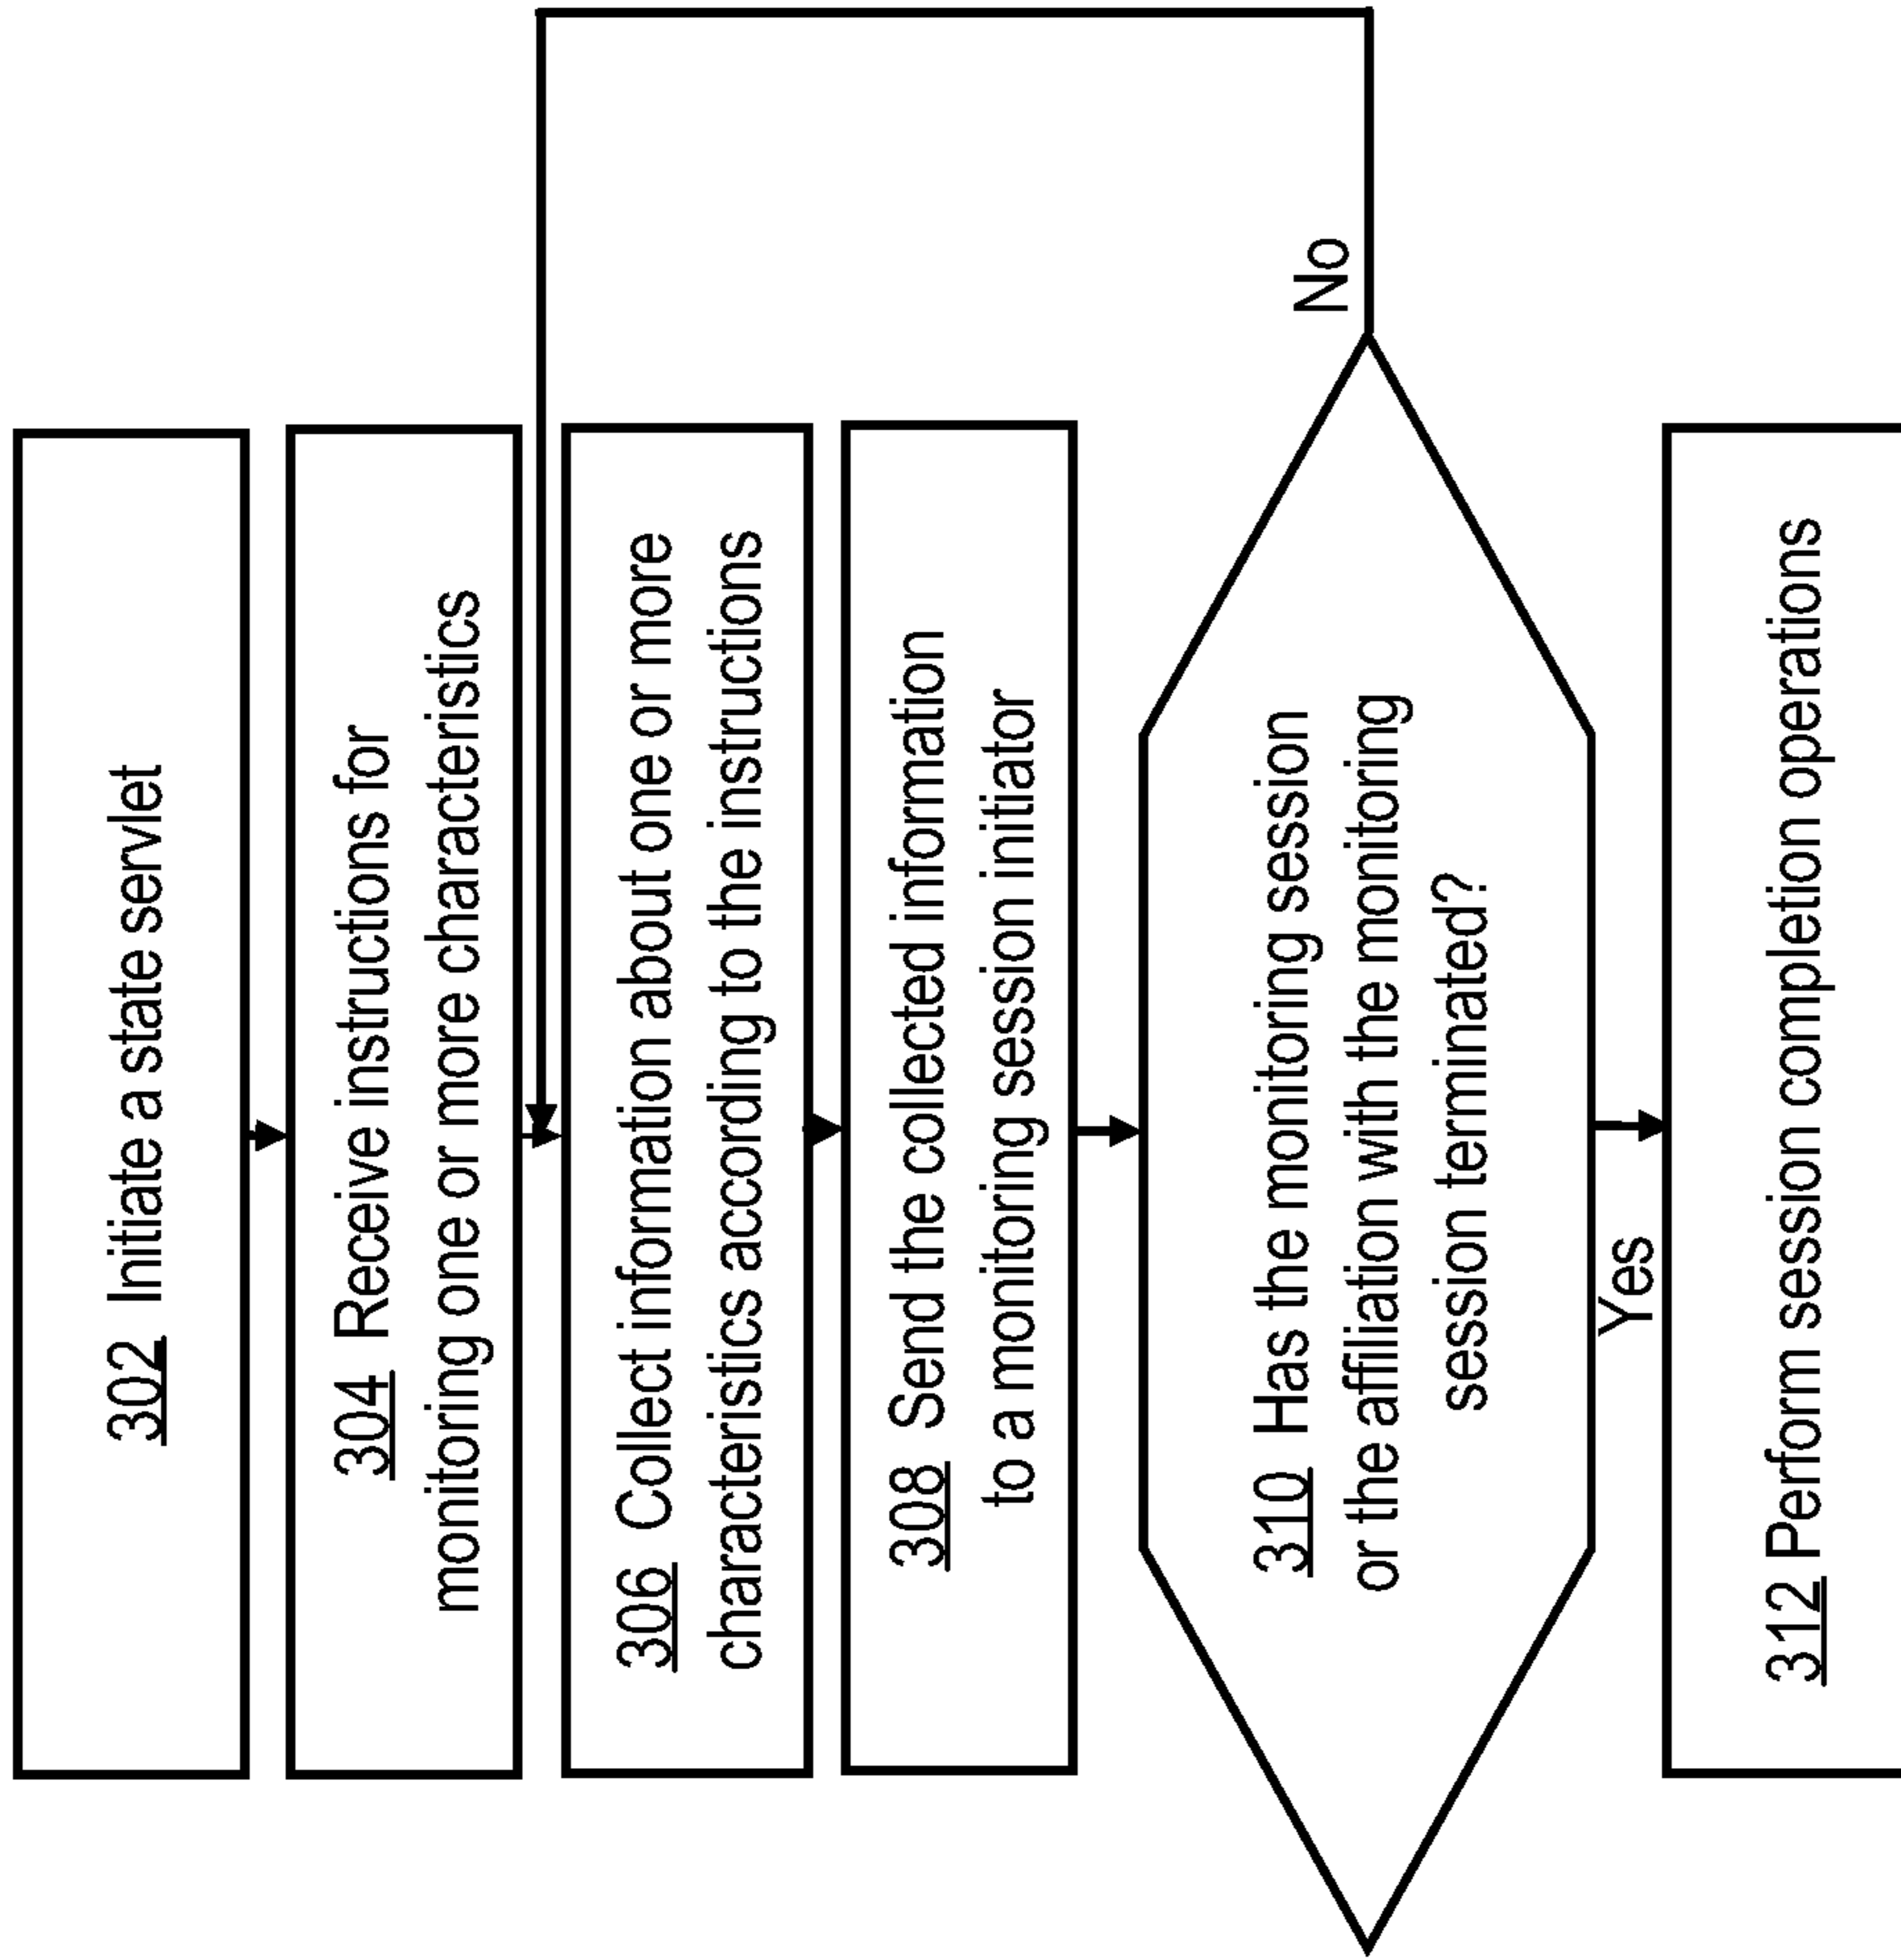 302 Initiate a state servlet
304 Receive instructions for
monitoring one or more characteristics
306 Collect information about one or more
characteristics according to the instructions
308 Send the collected information
to a monitoring session initiator
310 Has the monitoring session
or the affiliation with the monitoring
session terminated?
No
Yes
312 Perform session completion operations